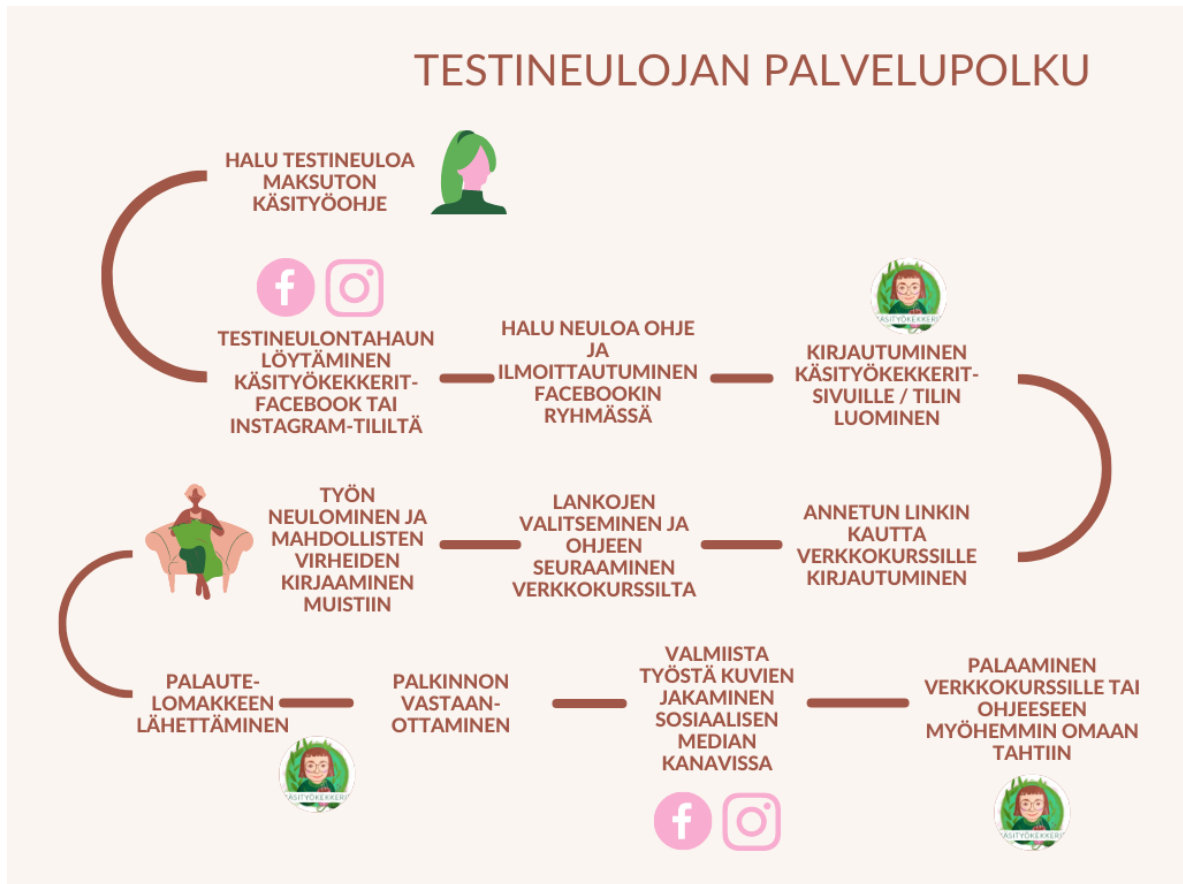 TESTINEULOJAN PALVELUPOLKU
HALU TESTINEULOA
MAKSUTON
KÄSITYÖOHJE
TESTINEULONTAHAUN
LÖYTÄMINEN
KÄSITYÖKEKKERIT-
FACEBOOK TAI
INSTAGRAM-TILILTÄ
HALU NEULOA OHJE
JA
ILMOITTAUTUMINEN
FACEBOOKIN
RYHMÄSSÄ
KIRJAUTUMINEN
KÄSITYÖKEKKERIT-
SIVUILLE / TILIN
LUOMINEN
ANNETUN LINKIN
KAUTTA
VERKKOKURSSILLE
KIRJAUTUMINEN
LANKOJEN
VALITSEMINEN JA
OHJEEN
SEURAAMINEN
VERKKOKURSSILTA
TYÖN
NEULOMINEN JA
MAHDOLLISTEN
VIRHEIDEN
KIRJAAMINEN
MUISTIIN
PALAUTE-
LOMAKKEEN
LÄHETTÄMINEN
PALKINNON
VASTAAN-
OTTAMINEN
VALMIISTA
TYÖSTÄ KUVIEN
JAKAMINEN
SOSIAALISEN
MEDIAN
KANAVISSA
PALAAMINEN
VERKKOKURSSILLE TAI
OHJEESEEN
MYÖHEMMIN OMAAN
TAHTIIN